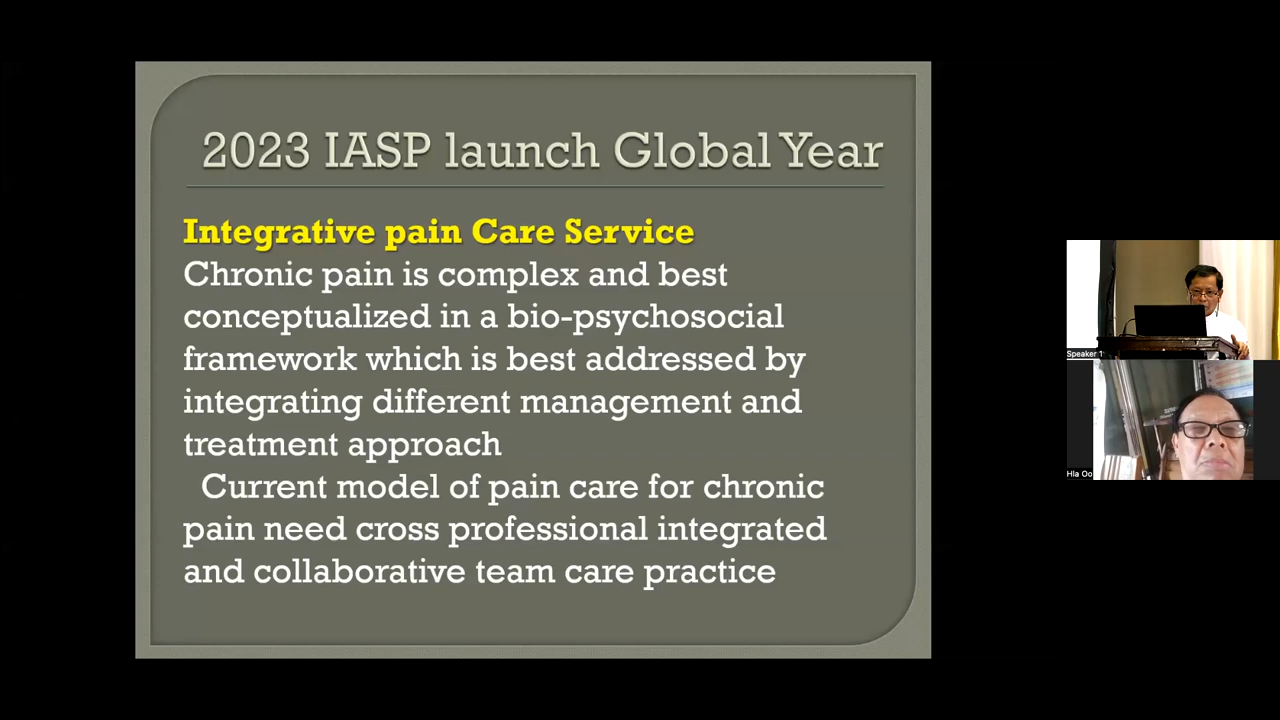 2023 IASP launch Global Year
Integrative pain Care Service
Chronic pain is complex and best
conceptualized in a bio-psychosocial
framework which is best addressed by
integrating different management and
treatment approach
Current model of pain care for chronic
pain need cross professional integrated
and collaborative team care practice
Speaker 1
Hla Oo